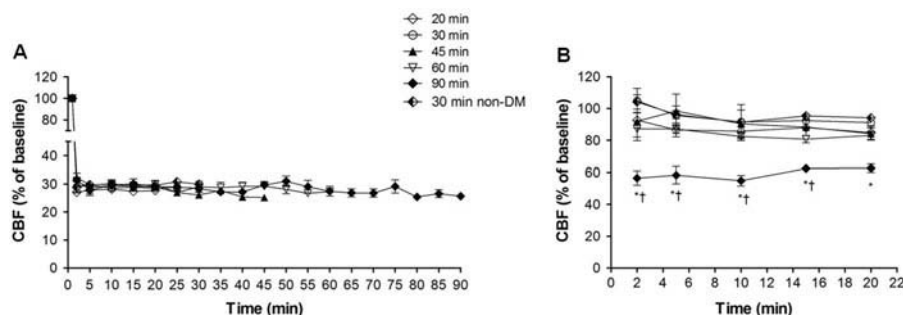 20 min
30 min
45 min
60 min
90 min
30 min non-DM
A
CBF (% of baseline)
120
100
80
40
30
20
10
0
0 5 10 15 20 25 30 35 40 45 50 55 60 65 70 75 80 85 90
Time (min)
B
CBF (% of baseline)
120
100
80
60
40
20
0
*† *† *† *† *
0 2 4 6 8 10 12 14 16 18 20 22
Time (min)